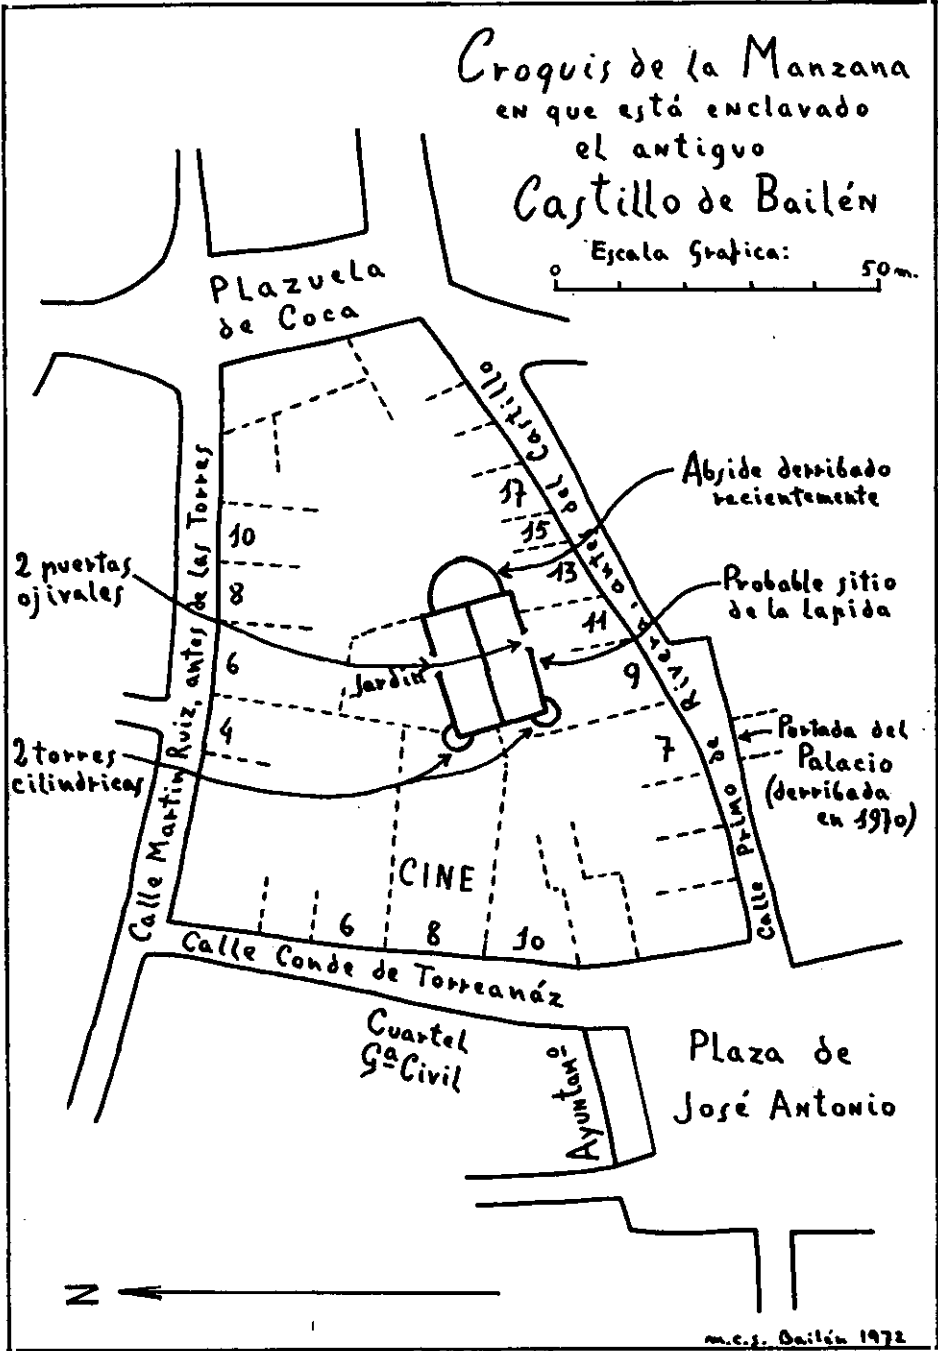 Croquis de la Manzana
en que está enclavado
el antiguo
Castillo de Bailén
Escala Grafica:
0 50 m.
Plazuela
de Coca
Calle Martin Ruiz, antes de las Torres
Calle Primo de Rivera, antes del Castillo
Abside derribado
recientemente
17
15
13
11
9
7
10
8
6
4
2 puertas
ojivales
Probable sitio
de la lapida
Jardin
2 torres
cilindricas
Portada del
Palacio
(derribada
en 1970)
CINE
6 8 10
Calle Conde de Torreanáz
Cuartel
Gª Civil
Ayuntamº
Plaza de
José Antonio
N
m.c.s. Bailén 1972